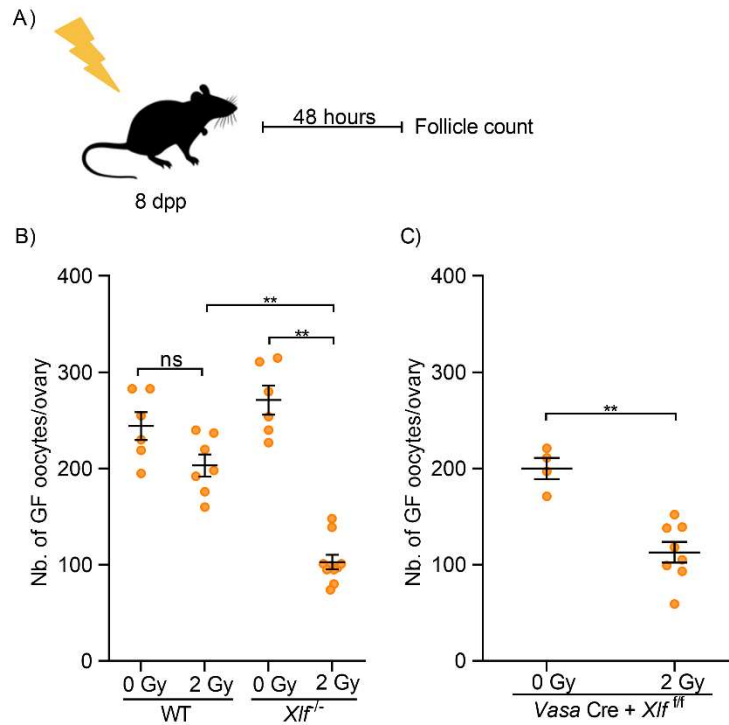 A)
48 hours
Follicle count
8 dpp
B)
C)
Nb. of GF oocytes/ovary
400
300
200
100
0
ns
**
**
0 Gy 2 Gy 0 Gy 2 Gy
WT Xlf-/-
Nb. of GF oocytes/ovary
400
300
200
100
0
**
0 Gy 2 Gy
Vasa Cre + Xlf f/f